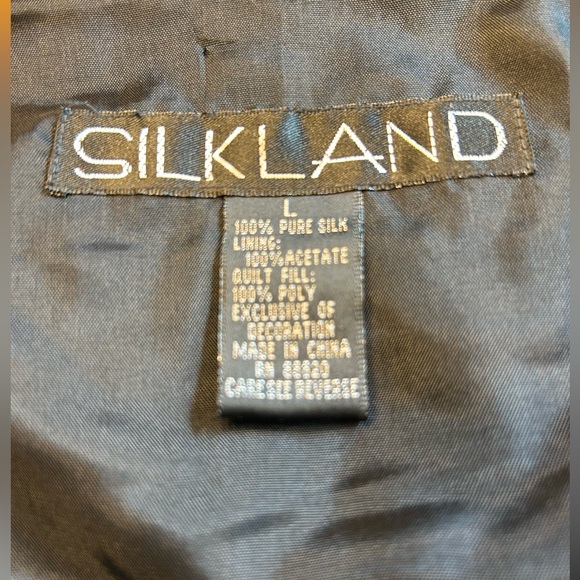 SILKLAND
L
100% PURE SILK
LINING:
100% ACETATE
QUILT FILL:
100% POLY
EXCLUSIVE OF
DECORATION
MADE IN CHINA
RN
CARE SEE REVERSE